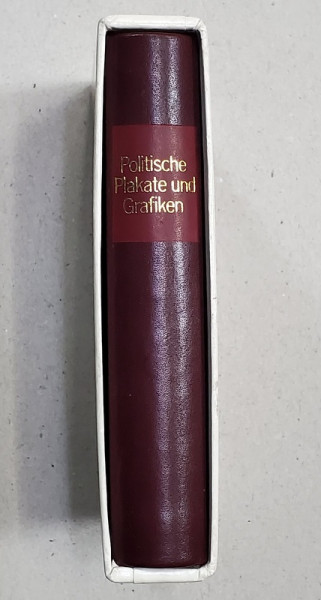 Politische
Plakate und
Grafiken